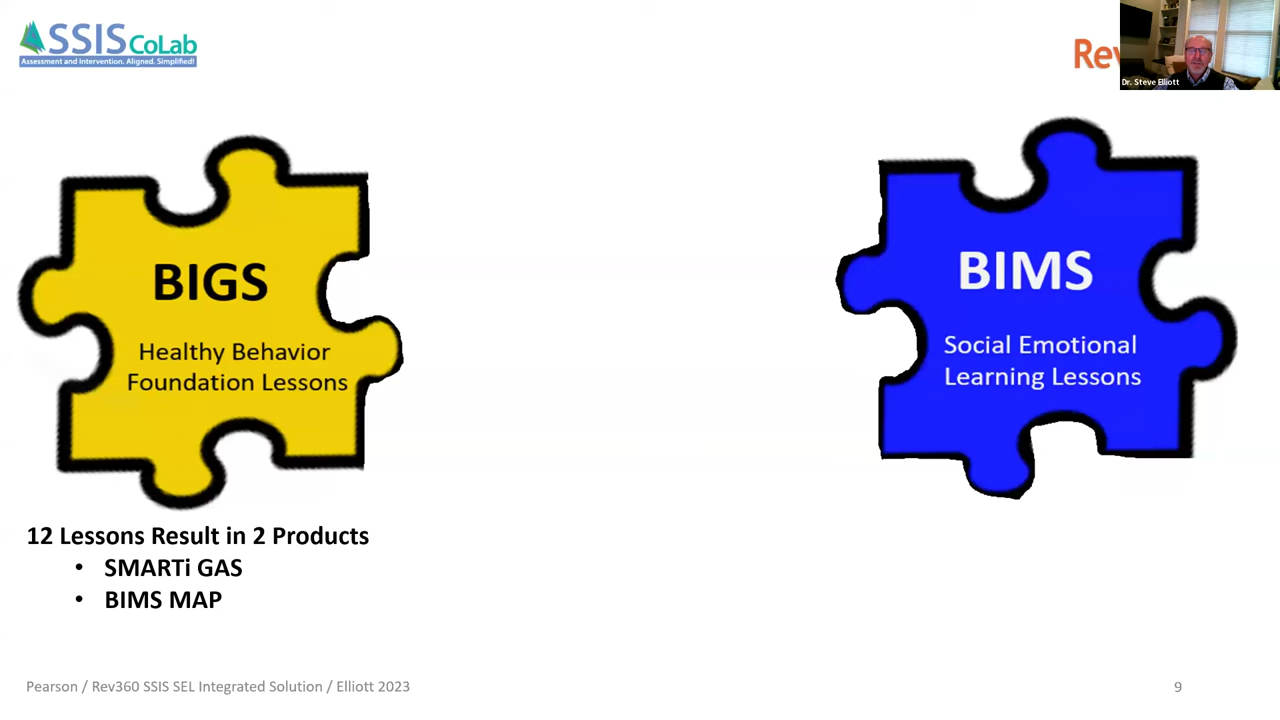 SSIS CoLab
Assessment and Intervention. Aligned. Simplified!
Rev
Dr. Steve Elliott
BIGS
Healthy Behavior
Foundation Lessons
BIMS
Social Emotional
Learning Lessons
12 Lessons Result in 2 Products
• SMARTi GAS
• BIMS MAP
Pearson / Rev360 SSIS SEL Integrated Solution / Elliott 2023
9